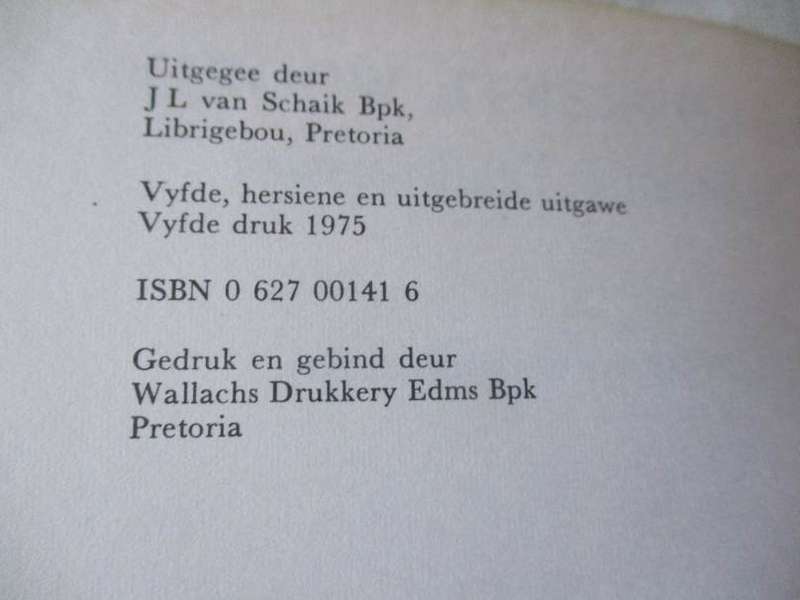 Uitgegee deur
J L van Schaik Bpk,
Librigebou, Pretoria
Vyfde, hersiene en uitgebreide uitgawe
Vyfde druk 1975
ISBN 0 627 00141 6
Gedruk en gebind deur
Wallachs Drukkery Edms Bpk
Pretoria